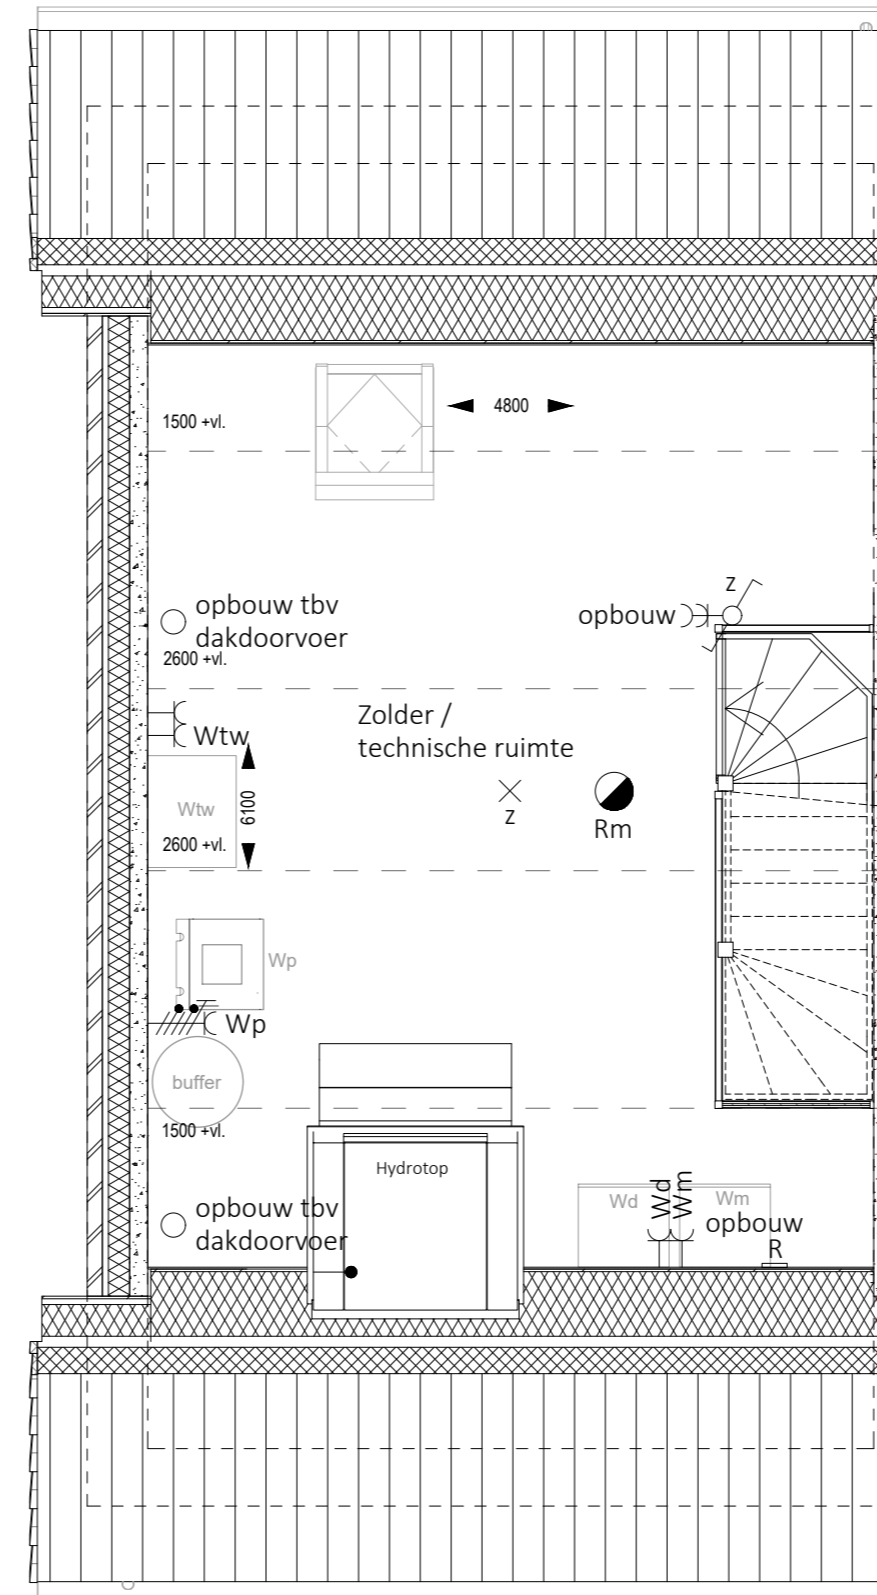 1500 +vl.
4800
z
opbouw
opbouw tbv
dakdoorvoer
2600 +vl.
Zolder /
technische ruimte
Wtw
Wtw
6100
z
Rm
2600 +vl.
Wp
Wp
buffer
1500 +vl.
Hydrotop
Wd
Wd
Wm
Wm
opbouw
R
opbouw tbv
dakdoorvoer